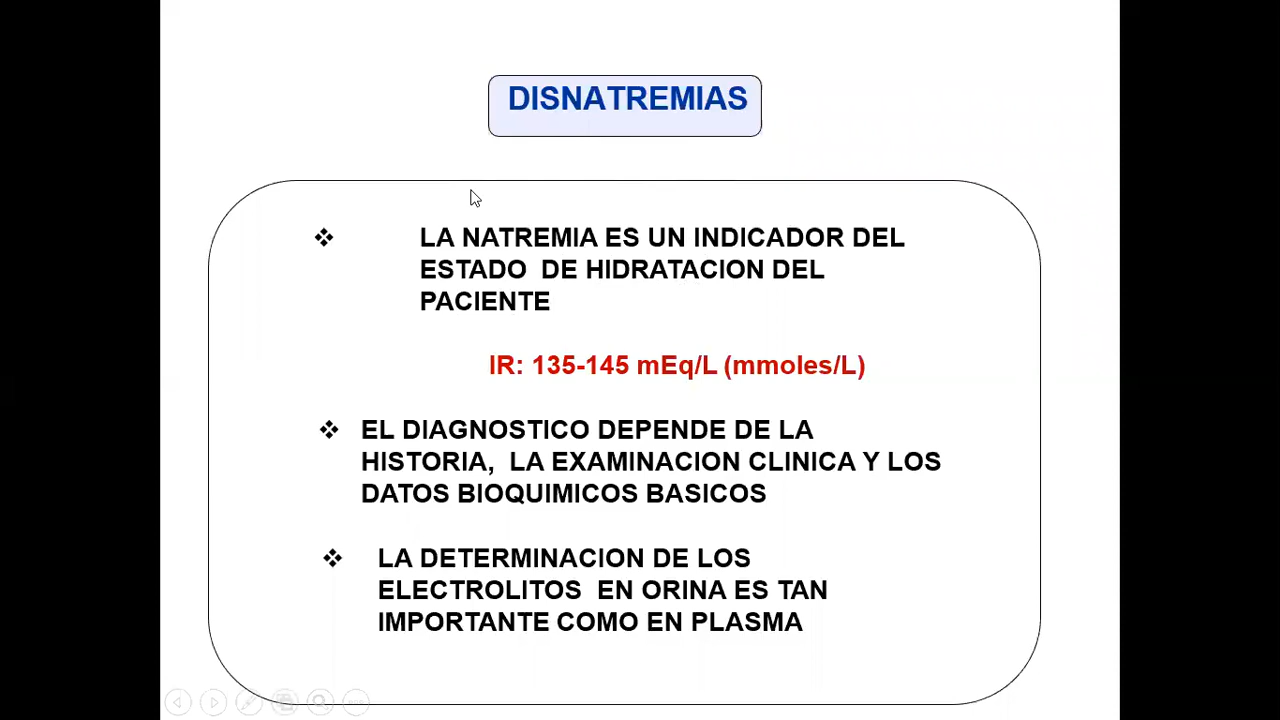 DISNATREMIAS
❖ LA NATREMIA ES UN INDICADOR DEL
ESTADO DE HIDRATACION DEL
PACIENTE
IR: 135-145 mEq/L (mmoles/L)
❖ EL DIAGNOSTICO DEPENDE DE LA
HISTORIA, LA EXAMINACION CLINICA Y LOS
DATOS BIOQUIMICOS BASICOS
❖ LA DETERMINACION DE LOS
ELECTROLITOS EN ORINA ES TAN
IMPORTANTE COMO EN PLASMA